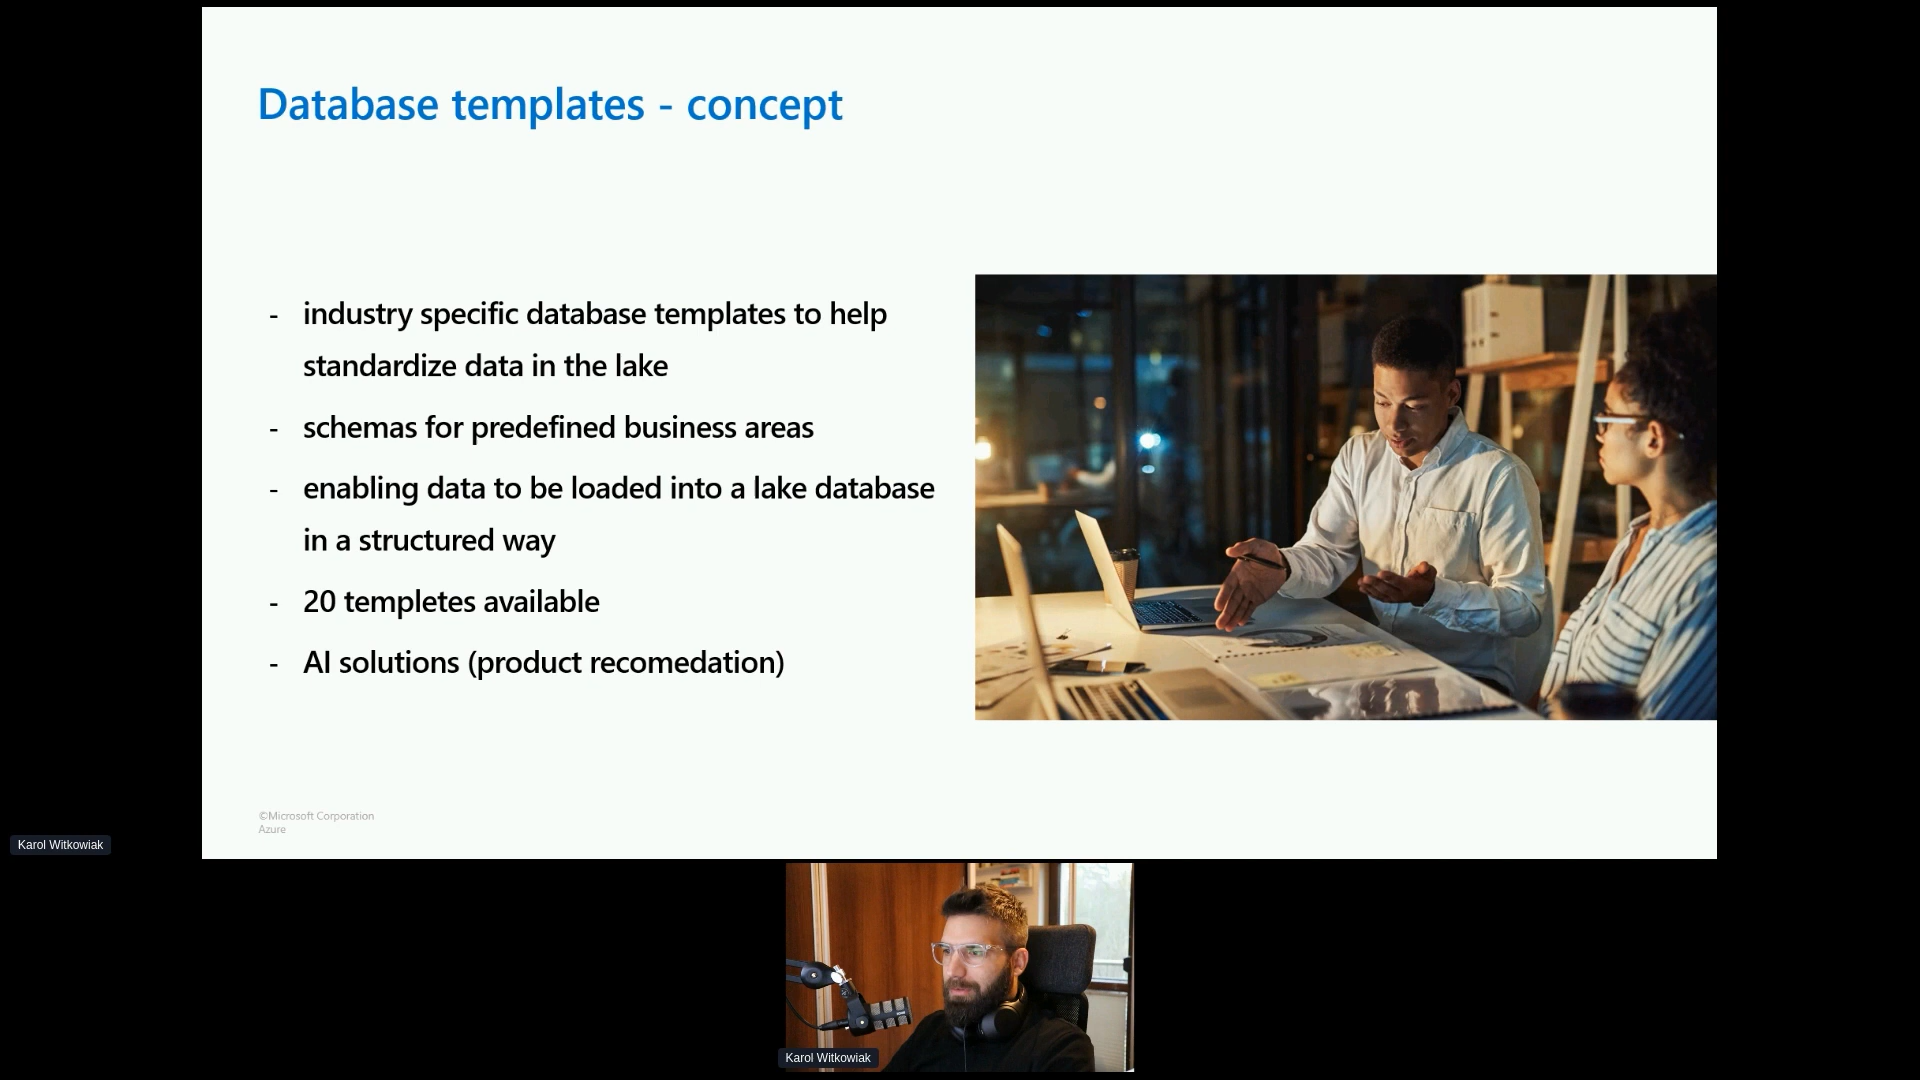 Database templates - concept
- industry specific database templates to help
standardize data in the lake
- schemas for predefined business areas
- enabling data to be loaded into a lake database
in a structured way
- 20 templetes available
- AI solutions (product recomedation)
©Microsoft Corporation
Azure
Karol Witkowiak
Karol Witkowiak